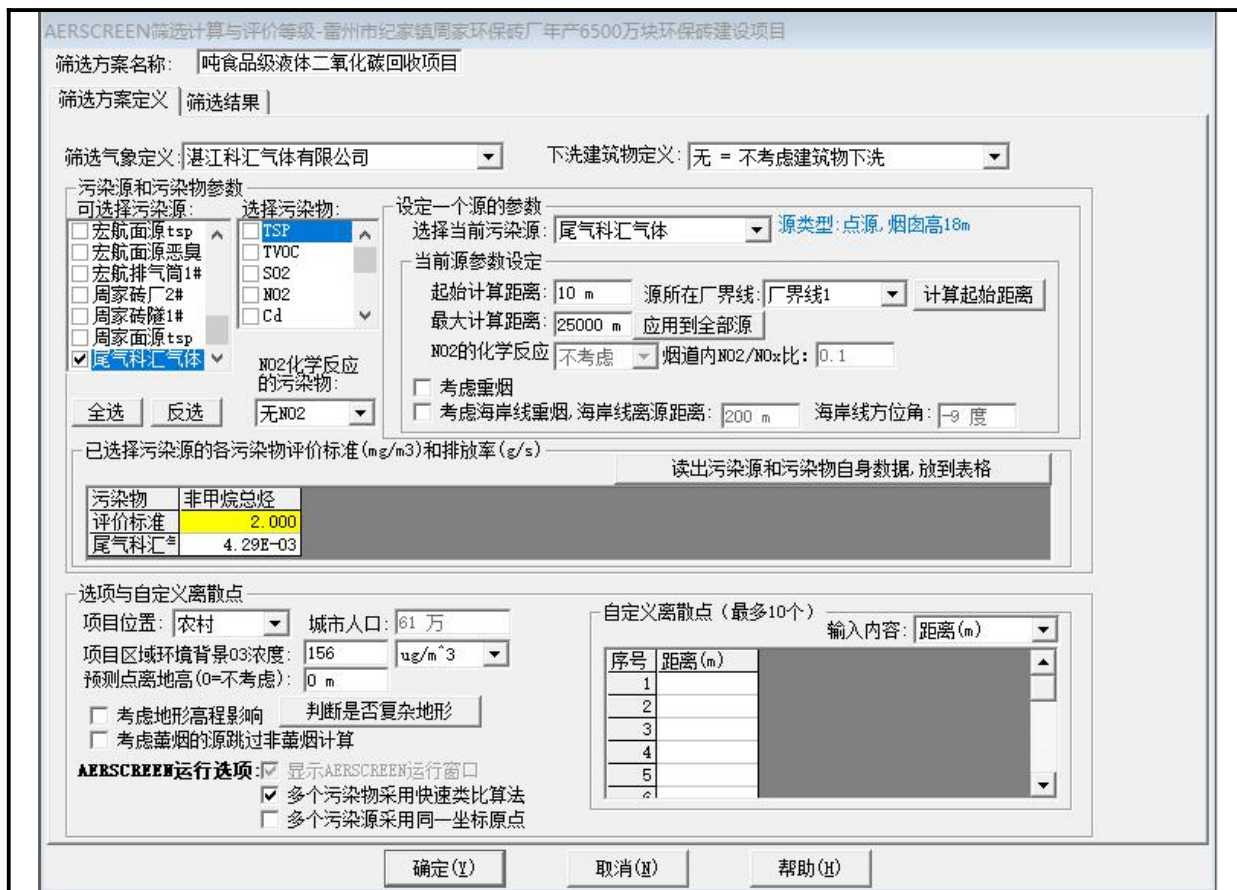 AERSCREEN筛选计算与评价等级-雷州市纪家镇周家环保砖厂年产6500万块环保砖建设项目
筛选方案名称: 吨食品级液体二氧化碳回收项目
筛选方案定义 筛选结果
筛选气象定义: 湛江科汇气体有限公司 下洗建筑物定义: 无 = 不考虑建筑物下洗
污染源和污染物参数
可选择污染源: 选择污染物:
宏航面源tsp
宏航面源恶臭
宏航排气筒1#
周家砖厂2#
周家砖隧1#
周家面源tsp
尾气科汇气体
全选 反选
TSP
TVOC
SO2
NO2
Cd
NO2化学反应
的污染物:
无NO2
设定一个源的参数
选择当前污染源: 尾气科汇气体 源类型:点源,烟囱高18m
当前源参数设定
起始计算距离: 10 m 源所在厂界线: 厂界线1 计算起始距离
最大计算距离: 25000 m 应用到全部源
NO2的化学反应 不考虑 烟道内NO2/NOx比: 0.1
考虑重烟
考虑海岸线重烟,海岸线离源距离: 200 m 海岸线方位角: -9 度
已选择污染源的各污染物评价标准(mg/m3)和排放率(g/s)
读出污染源和污染物自身数据,放到表格
污染物 非甲烷总烃
评价标准 2.000
尾气科汇 4.29E-03
选项与自定义离散点
项目位置: 农村 城市人口: 61 万
项目区域环境背景O3浓度: 156 ug/m^3
预测点离地高(0=不考虑): 0 m
考虑地形高程影响 判断是否复杂地形
考虑薰烟的源跳过非薰烟计算
AERSCREEN运行选项: 显示AERSCREEN运行窗口
多个污染物采用快速类比算法
多个污染源采用同一坐标原点
自定义离散点(最多10个)
输入内容: 距离(m)
序号 距离(m)
1
2
3
4
5
确定(Y) 取消(N) 帮助(H)